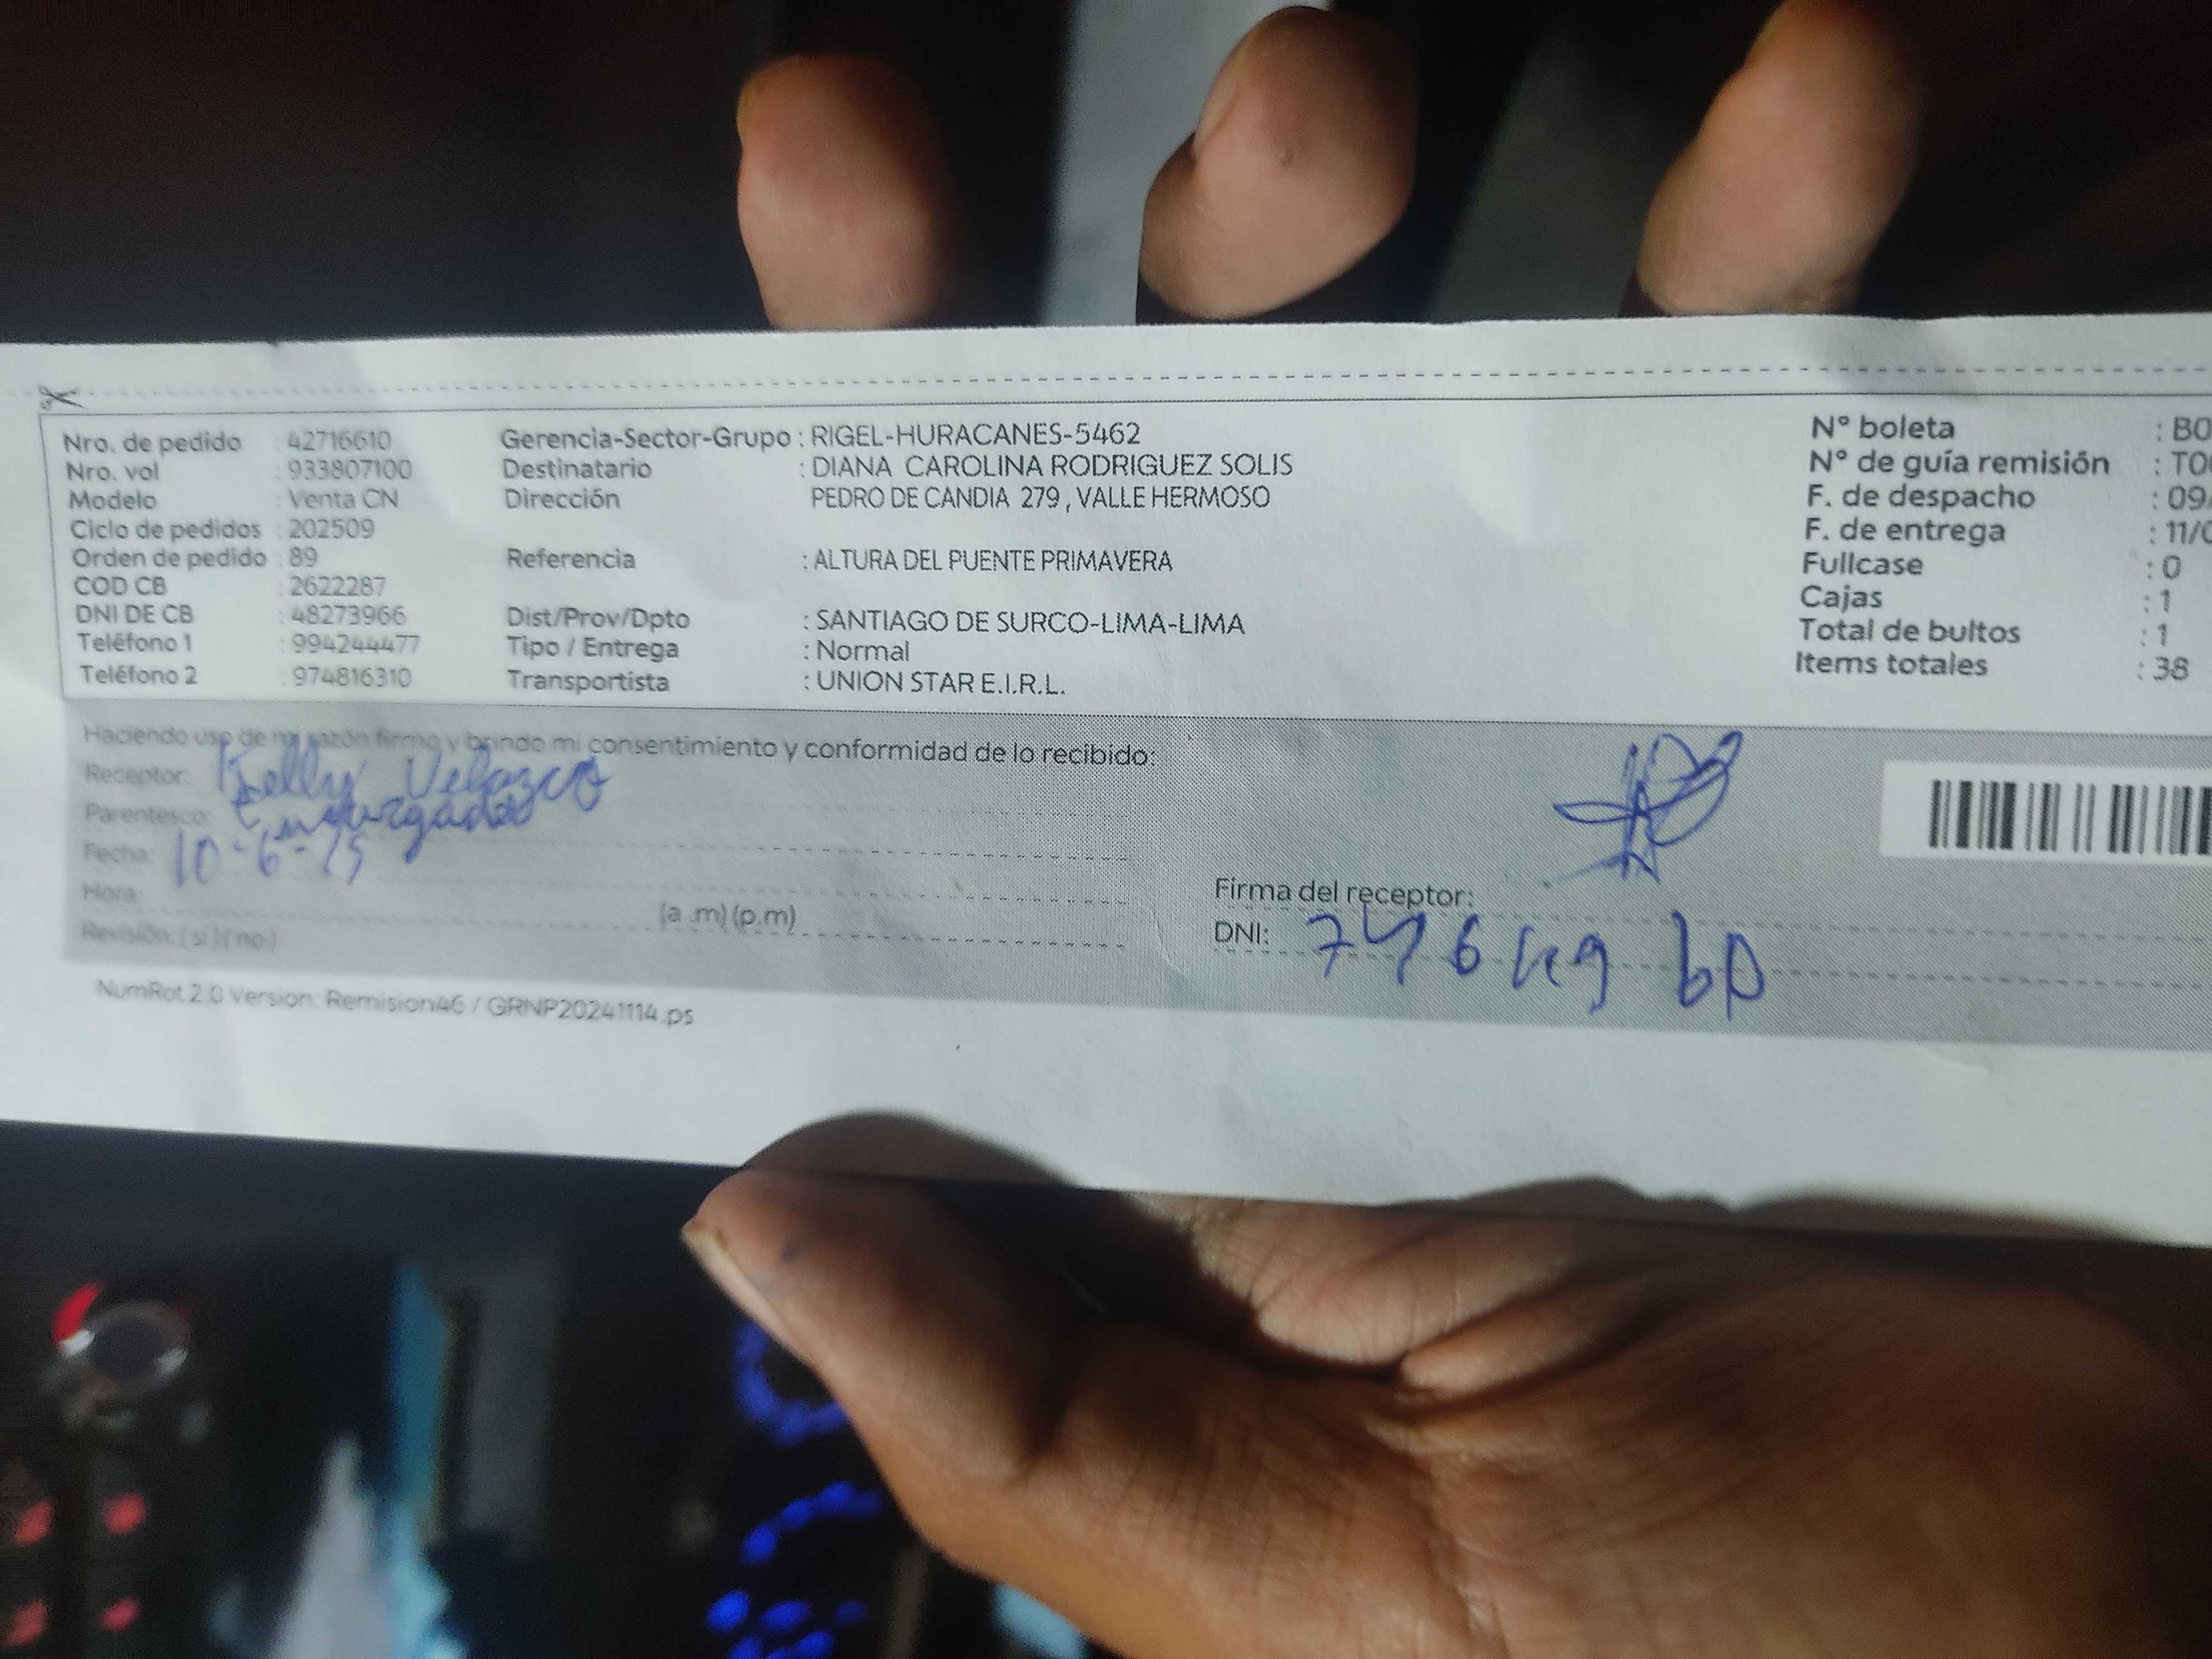 Nro. de pedido : 42716610 Gerencia-Sector-Grupo : RIGEL-HURACANES-5462 N° boleta : B0
Nro. vol : 933807100 Destinatario : DIANA CAROLINA RODRIGUEZ SOLIS N° de guía remisión : T00
Modelo : Venta CN Dirección PEDRO DE CANDIA 279 , VALLE HERMOSO F. de despacho : 09/
Ciclo de pedidos : 202509 F. de entrega : 11/0
Orden de pedido : 89 Referencia : ALTURA DEL PUENTE PRIMAVERA Fullcase : 0
COD CB : 2622287 Cajas : 1
DNI DE CB : 48273966 Dist/Prov/Dpto : SANTIAGO DE SURCO-LIMA-LIMA Total de bultos : 1
Teléfono 1 : 994244477 Tipo / Entrega : Normal Items totales : 38
Teléfono 2 : 974816310 Transportista : UNION STAR E.I.R.L.
Haciendo uso de mi razón firmo y brindo mi consentimiento y conformidad de lo recibido:
Receptor: Kelly Velazco
Parentesco: Encargada
Fecha: 10-6-25
Hora: (a .m) (p.m)
Revisión: ( si ) ( no )
Firma del receptor:
DNI:
NumRot 2.0 Version: Remision46 / GRNP20241114.ps